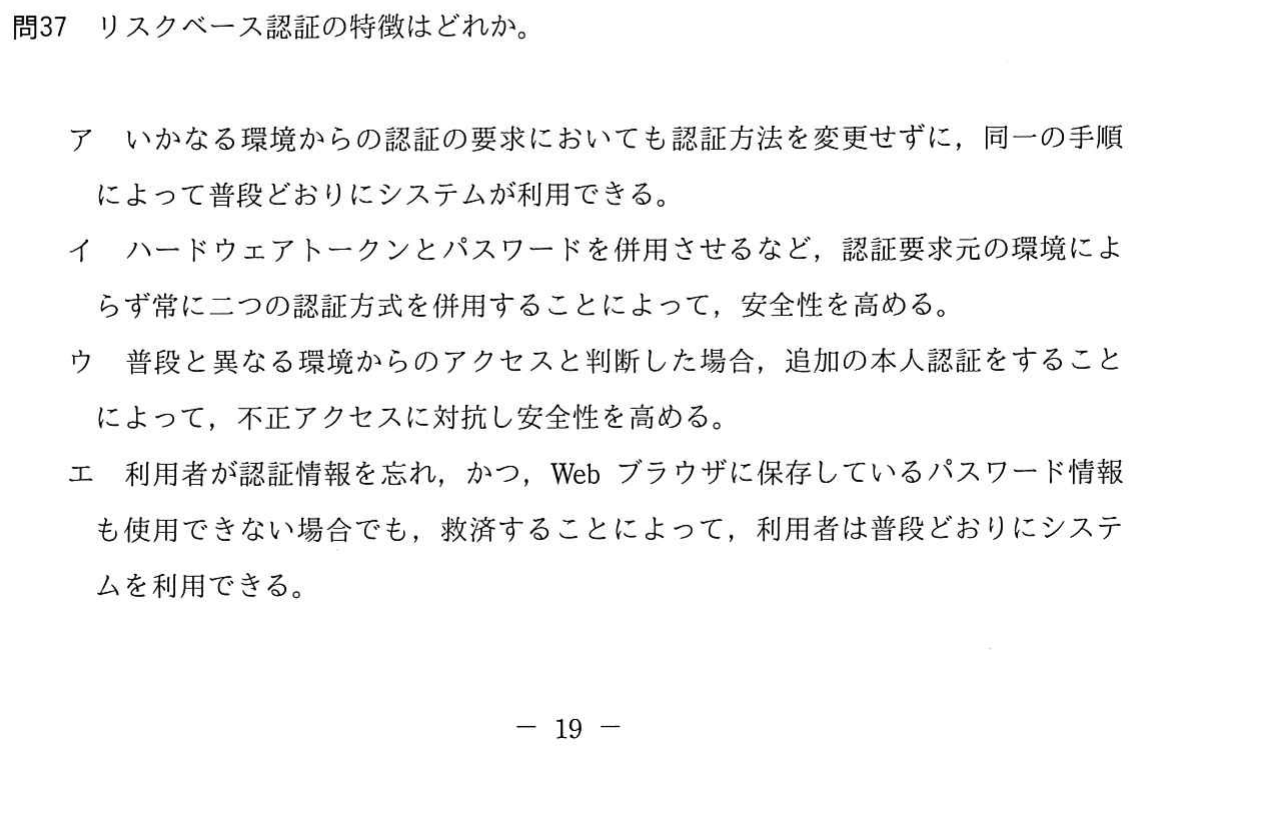 問37　リスクベース認証の特徴はどれか。
ア　いかなる環境からの認証の要求においても認証方法を変更せずに，同一の手順
によって普段どおりにシステムが利用できる。
イ　ハードウェアトークンとパスワードを併用させるなど，認証要求元の環境によ
らず常に二つの認証方式を併用することによって，安全性を高める。
ウ　普段と異なる環境からのアクセスと判断した場合，追加の本人認証をすること
によって，不正アクセスに対抗し安全性を高める。
エ　利用者が認証情報を忘れ，かつ，Web ブラウザに保存しているパスワード情報
も使用できない場合でも，救済することによって，利用者は普段どおりにシステ
ムを利用できる。
－ 19 －